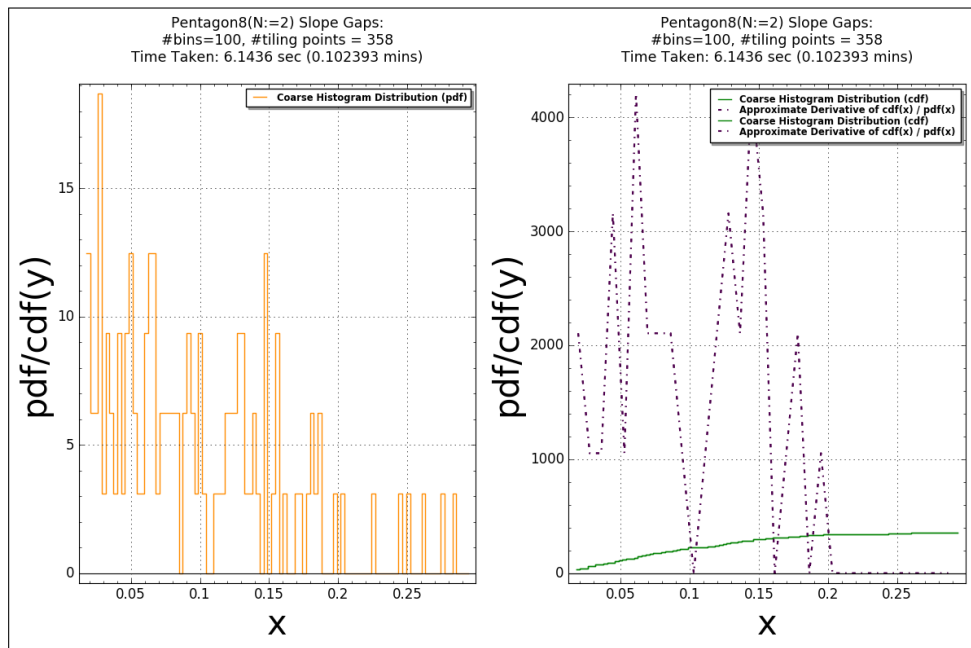 Pentagon8(N:=2) Slope Gaps:
#bins=100, #tiling points = 358
Time Taken: 6.1436 sec (0.102393 mins)
Coarse Histogram Distribution (pdf)
15
10
5
0
pdf/cdf(y)
0.05 0.1 0.15 0.2 0.25
x
Pentagon8(N:=2) Slope Gaps:
#bins=100, #tiling points = 358
Time Taken: 6.1436 sec (0.102393 mins)
Coarse Histogram Distribution (cdf)
Approximate Derivative of cdf(x) / pdf(x)
Coarse Histogram Distribution (cdf)
Approximate Derivative of cdf(x) / pdf(x)
4000
3000
2000
1000
0
pdf/cdf(y)
0.05 0.1 0.15 0.2 0.25
x